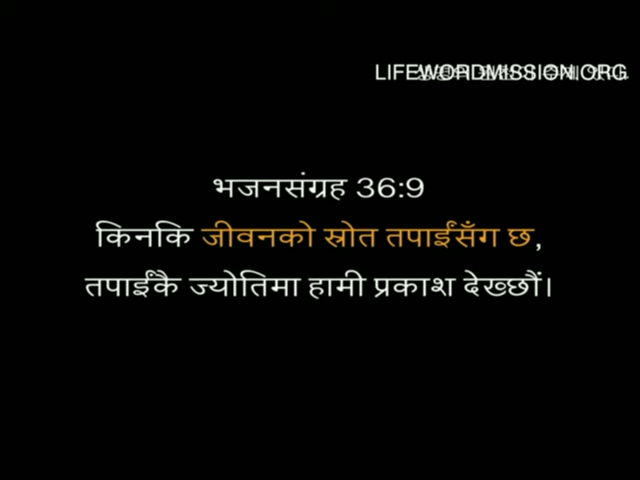 LIFEWORDMISSION.ORG
भजनसंग्रह 36:9
किनकि जीवनको स्रोत तपाईंसँग छ,
तपाईंकै ज्योतिमा हामी प्रकाश देख्छौं।